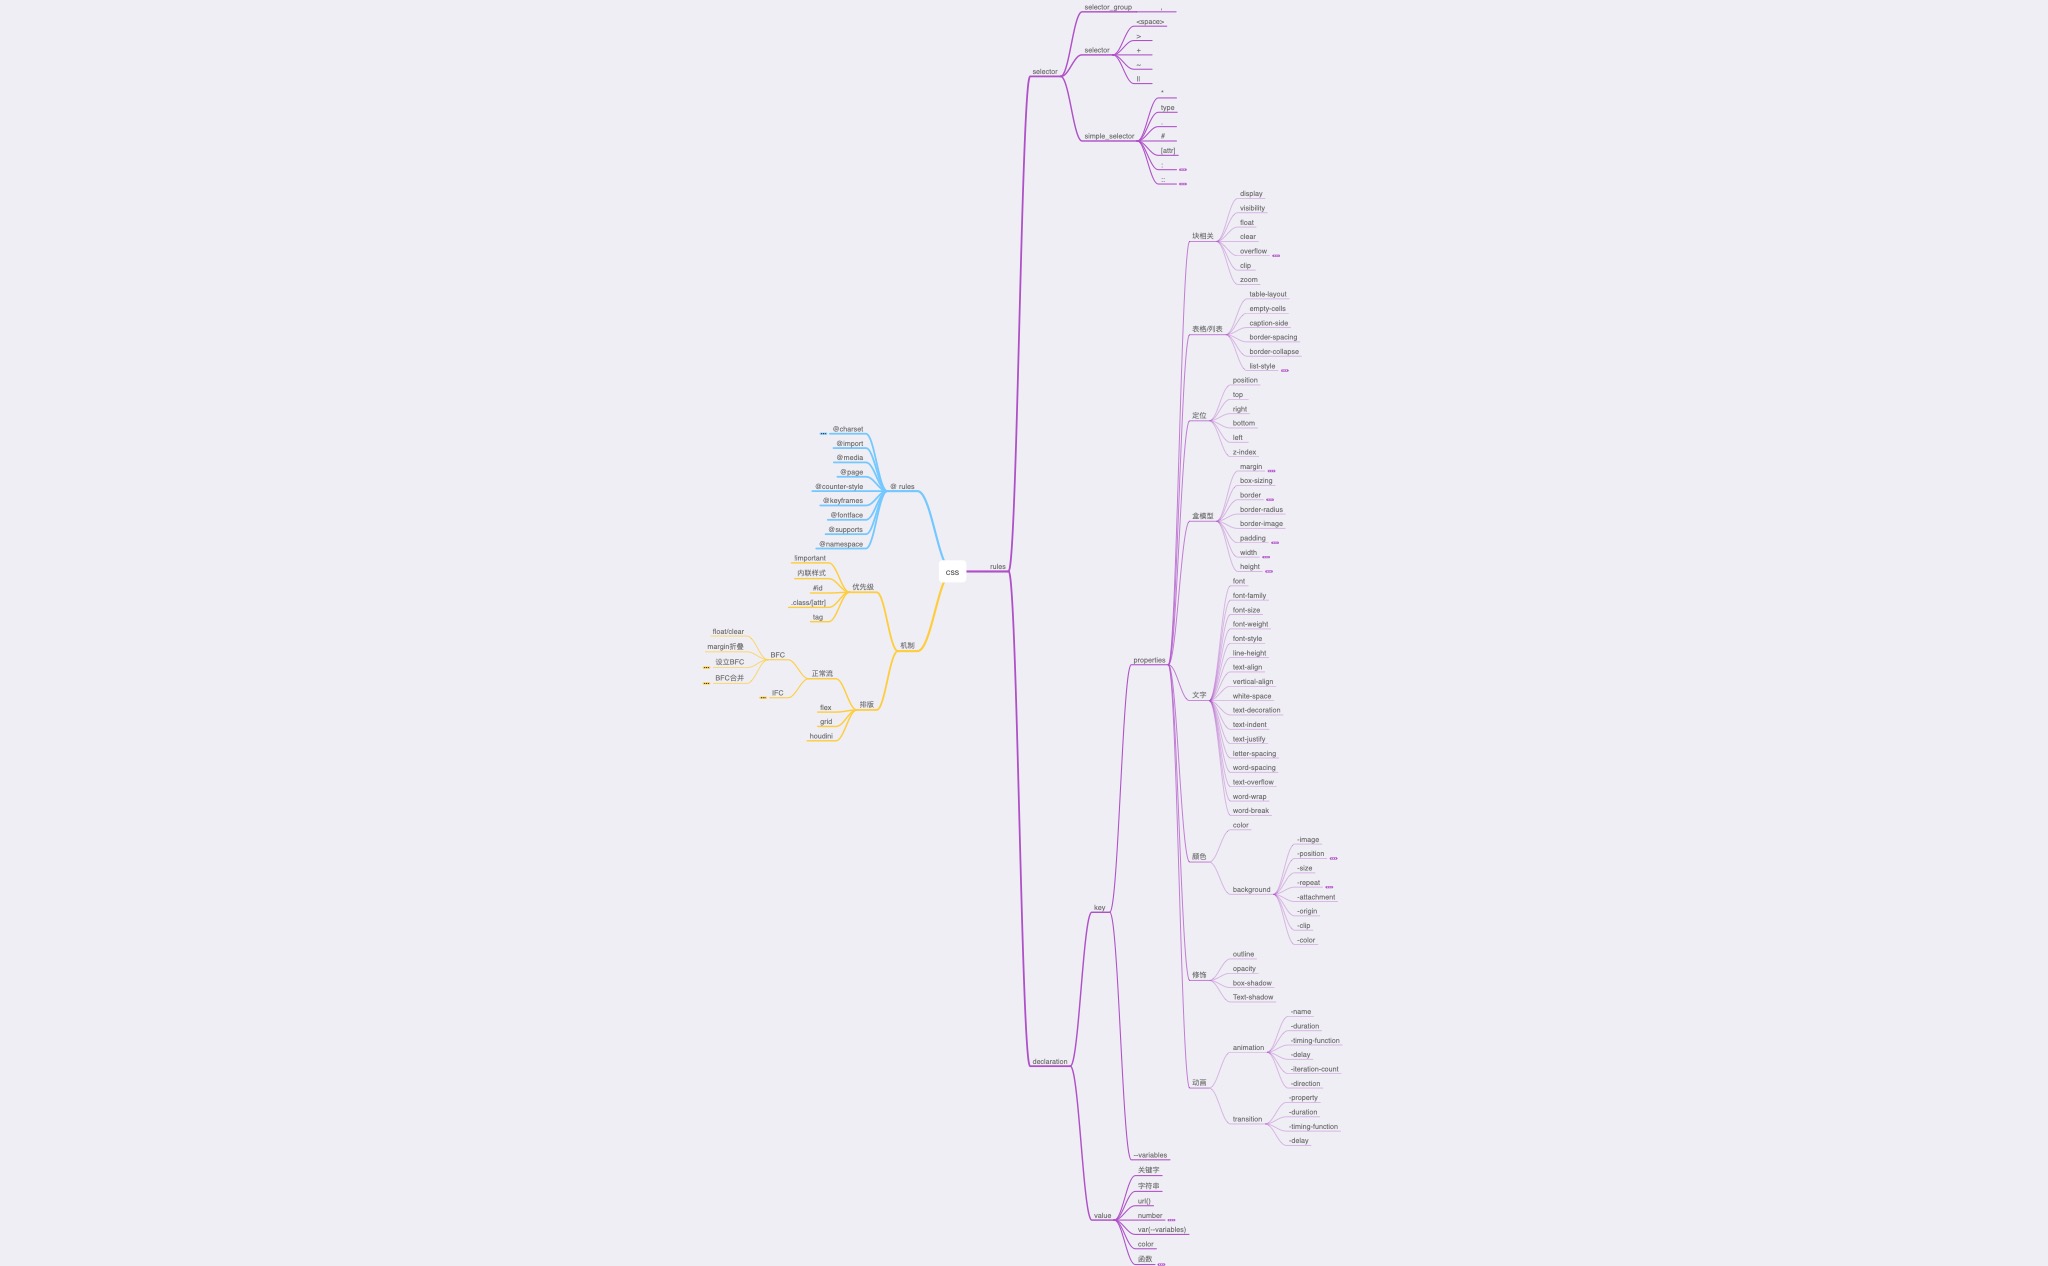 css
@ rules
@charset
@import
@media
@page
@counter-style
@keyframes
@fontface
@supports
@namespace
机制
优先级
!important
内联样式
#id
.class/[attr]
tag
排版
正常流
BFC
float/clear
margin折叠
设立BFC
BFC合并
IFC
flex
grid
houdini
rules
selector
selector_group
,
selector
<space>
>
+
~
||
simple_selector
*
type
.
#
[attr]
:
::
declaration
key
properties
块相关
display
visibility
float
clear
overflow
clip
zoom
表格/列表
table-layout
empty-cells
caption-side
border-spacing
border-collapse
list-style
定位
position
top
right
bottom
left
z-index
盒模型
margin
box-sizing
border
border-radius
border-image
padding
width
height
文字
font
font-family
font-size
font-weight
font-style
line-height
text-align
vertical-align
white-space
text-decoration
text-indent
text-justify
letter-spacing
word-spacing
text-overflow
word-wrap
word-break
颜色
color
background
-image
-position
-size
-repeat
-attachment
-origin
-clip
-color
修饰
outline
opacity
box-shadow
Text-shadow
动画
animation
-name
-duration
-timing-function
-delay
-iteration-count
-direction
transition
-property
-duration
-timing-function
-delay
--variables
value
关键字
字符串
url()
number
var(--variables)
color
函数